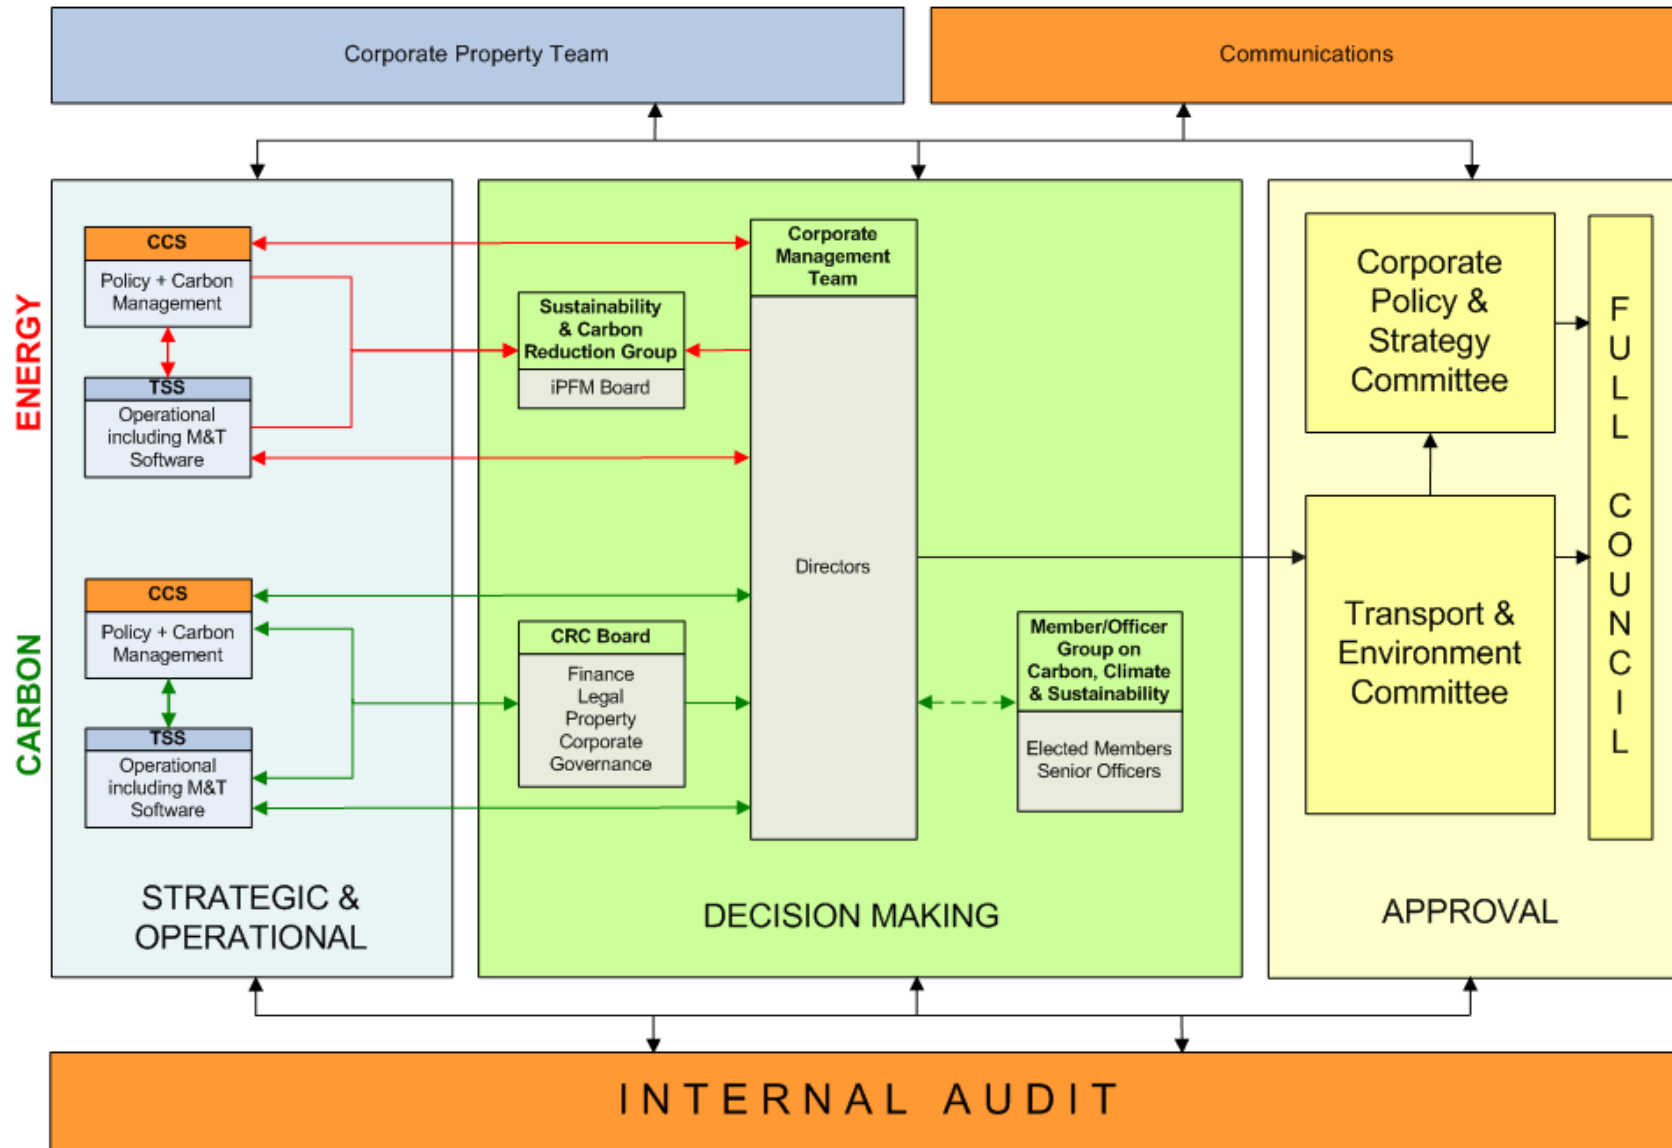 Corporate Property Team
Communications
ENERGY
CCS
Policy + Carbon
Management
TSS
Operational
including M&T
Software
CARBON
CCS
Policy + Carbon
Management
TSS
Operational
including M&T
Software
STRATEGIC &
OPERATIONAL
Sustainability
& Carbon
Reduction Group
iPFM Board
CRC Board
Finance
Legal
Property
Corporate
Governance
Corporate
Management
Team
Directors
Member/Officer
Group on
Carbon, Climate
& Sustainability
Elected Members
Senior Officers
DECISION MAKING
Corporate
Policy &
Strategy
Committee
Transport &
Environment
Committee
FULL COUNCIL
APPROVAL
INTERNAL AUDIT